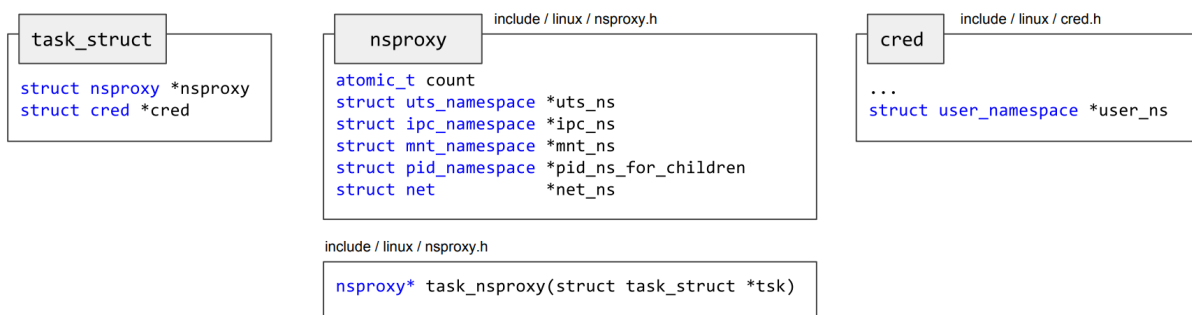 task_struct
struct nsproxy *nsproxy
struct cred *cred
include / linux / nsproxy.h
nsproxy
atomic_t count
struct uts_namespace *uts_ns
struct ipc_namespace *ipc_ns
struct mnt_namespace *mnt_ns
struct pid_namespace *pid_ns_for_children
struct net *net_ns
include / linux / nsproxy.h
nsproxy* task_nsproxy(struct task_struct *tsk)
include / linux / cred.h
cred
...
struct user_namespace *user_ns